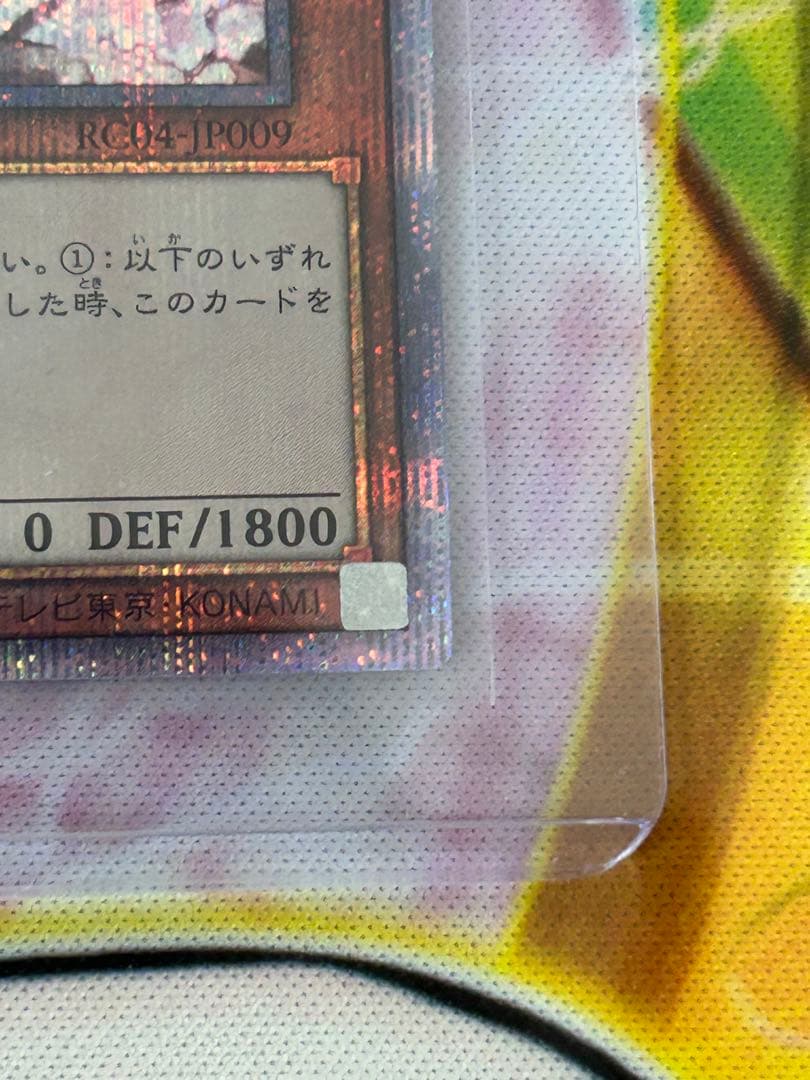 RC04-JP009
い。①：以下のいずれ
した時、このカードを
0 DEF/1800
テレビ東京・KONAMI